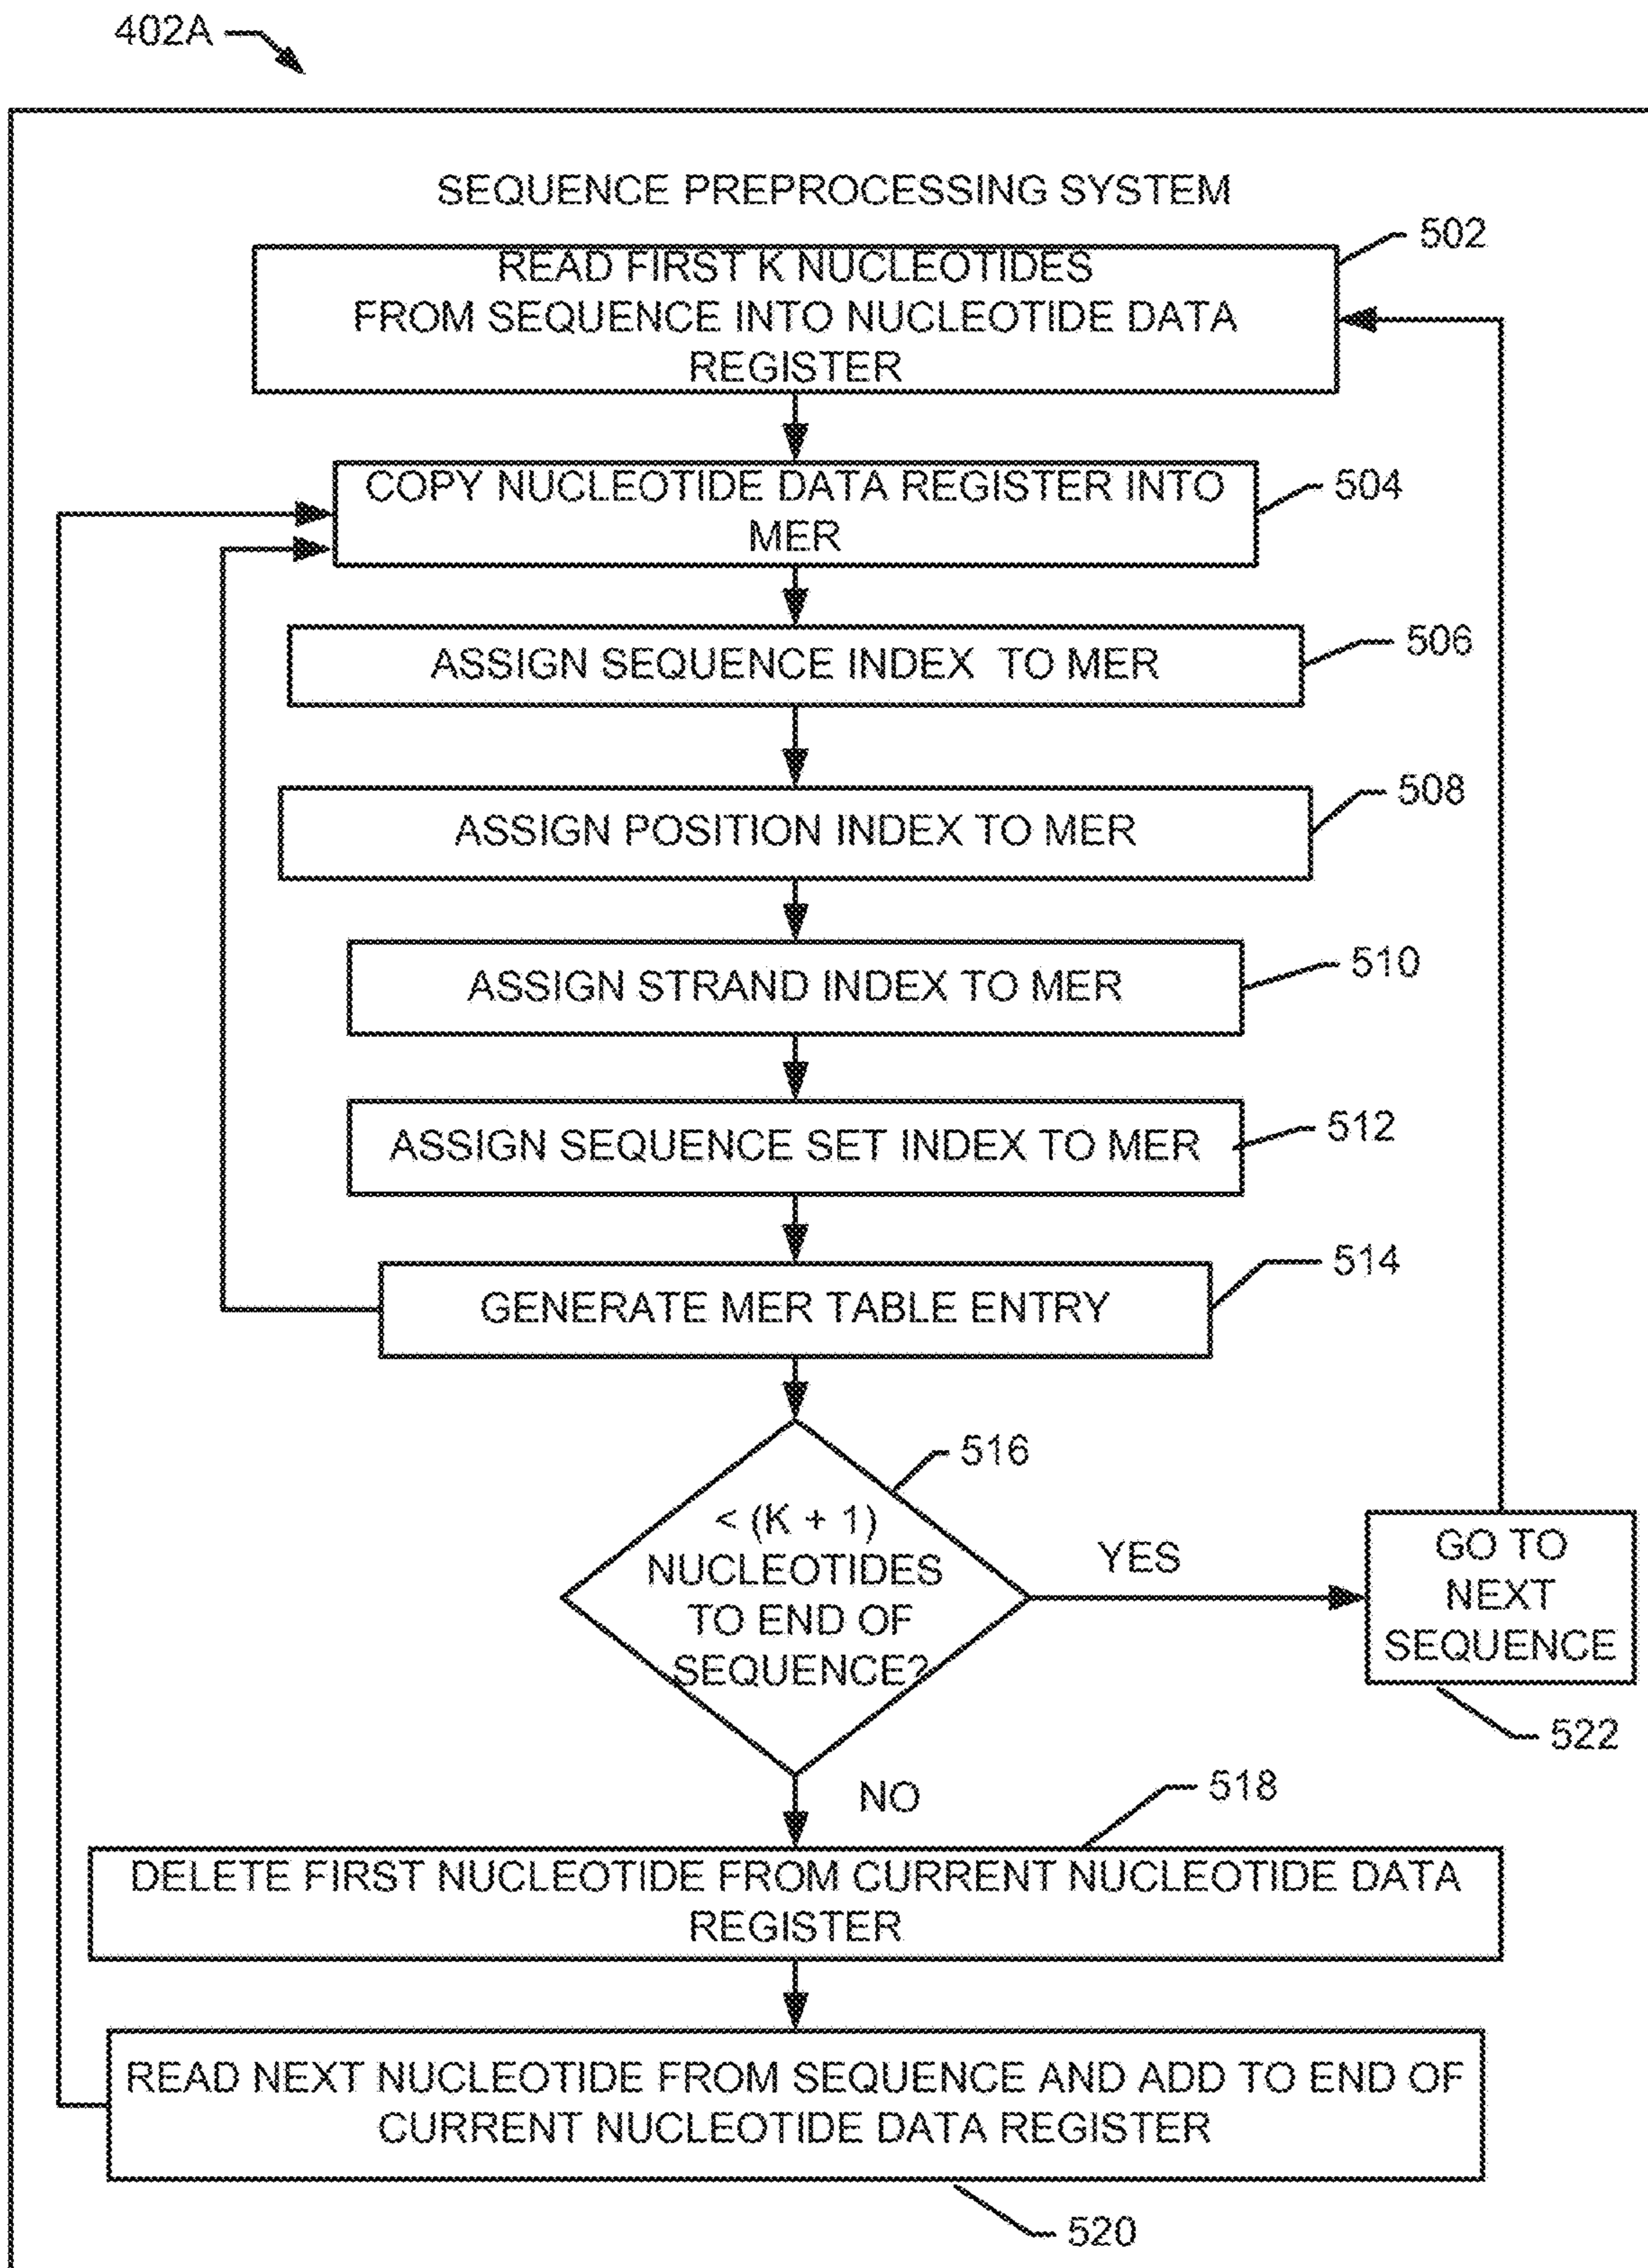 402A
SEQUENCE PREPROCESSING SYSTEM
502
READ FIRST K NUCLEOTIDES
FROM SEQUENCE INTO NUCLEOTIDE DATA
REGISTER
COPY NUCLEOTIDE DATA REGISTER INTO
MER
504
ASSIGN SEQUENCE INDEX TO MER
506
ASSIGN POSITION INDEX TO MER
508
ASSIGN STRAND INDEX TO MER
510
ASSIGN SEQUENCE SET INDEX TO MER
512
GENERATE MER TABLE ENTRY
514
516
< (K + 1)
NUCLEOTIDES
TO END OF
SEQUENCE?
YES
GO TO
NEXT
SEQUENCE
522
NO
518
DELETE FIRST NUCLEOTIDE FROM CURRENT NUCLEOTIDE DATA
REGISTER
READ NEXT NUCLEOTIDE FROM SEQUENCE AND ADD TO END OF
CURRENT NUCLEOTIDE DATA REGISTER
520